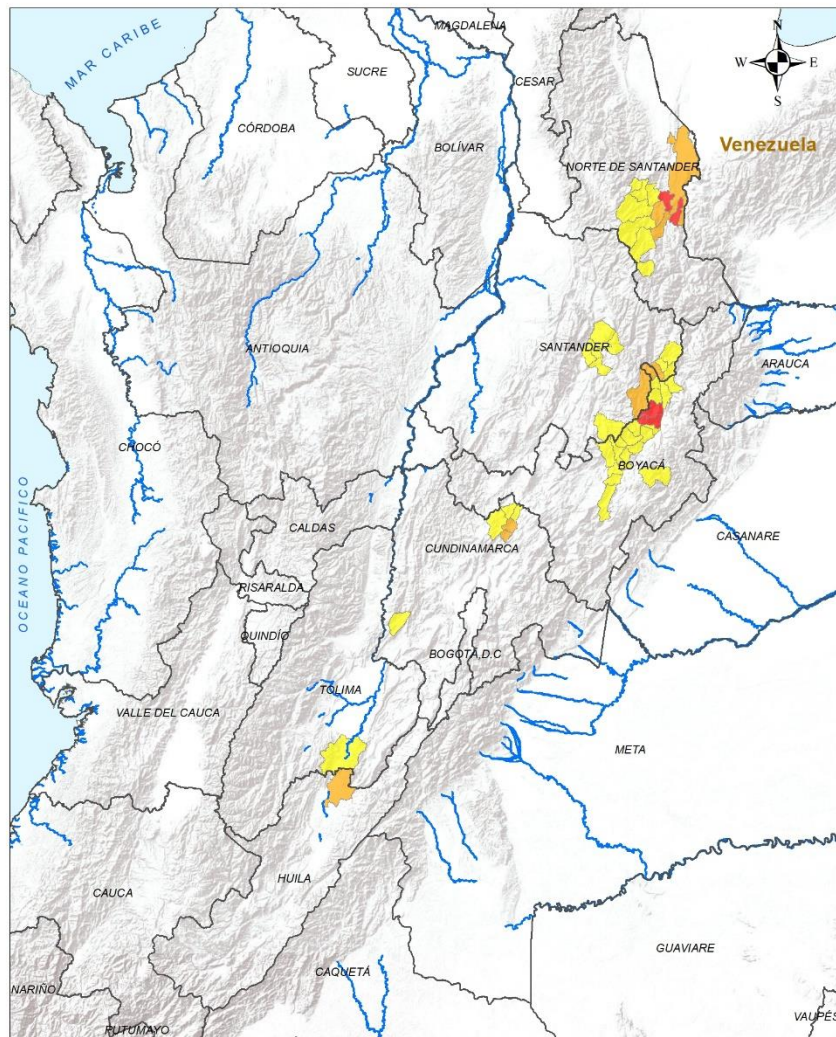 MAGDALENA
MAR CARIBE
N
SUCRE
CESAR
W E
S
CÓRDOBA
BOLÍVAR
Venezuela
NORTE DE SANTANDER
ANTIOQUIA
SANTANDER
ARAUCA
CHOCÓ
BOYACÁ
CALDAS
CUNDINAMARCA
CASANARE
OCEANO PACIFICO
RISARALDA
QUINDÍO
BOGOTÁ,D.C
TOLIMA
VALLE DEL CAUCA
META
HUILA
CAUCA
GUAVIARE
CAQUETÁ
NARIÑO
VAUPÉS
PUTUMAYO